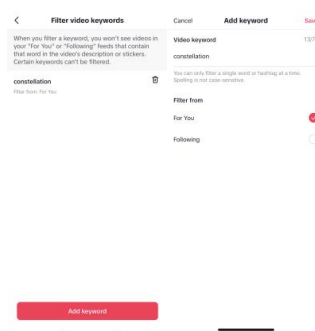 Filter video keywords
When you filter a keyword, you won't see videos in
your "For You" or "Following" feeds that contain
that word in the video's description or stickers.
Certain keywords can't be filtered.
constellation
Filter from: For You
Add keyword
Cancel Add keyword Save
Video keyword 13/7
constellation
You can only filter a single word or hashtag at a time.
Spelling is not case-sensitive.
Filter from
For You
Following